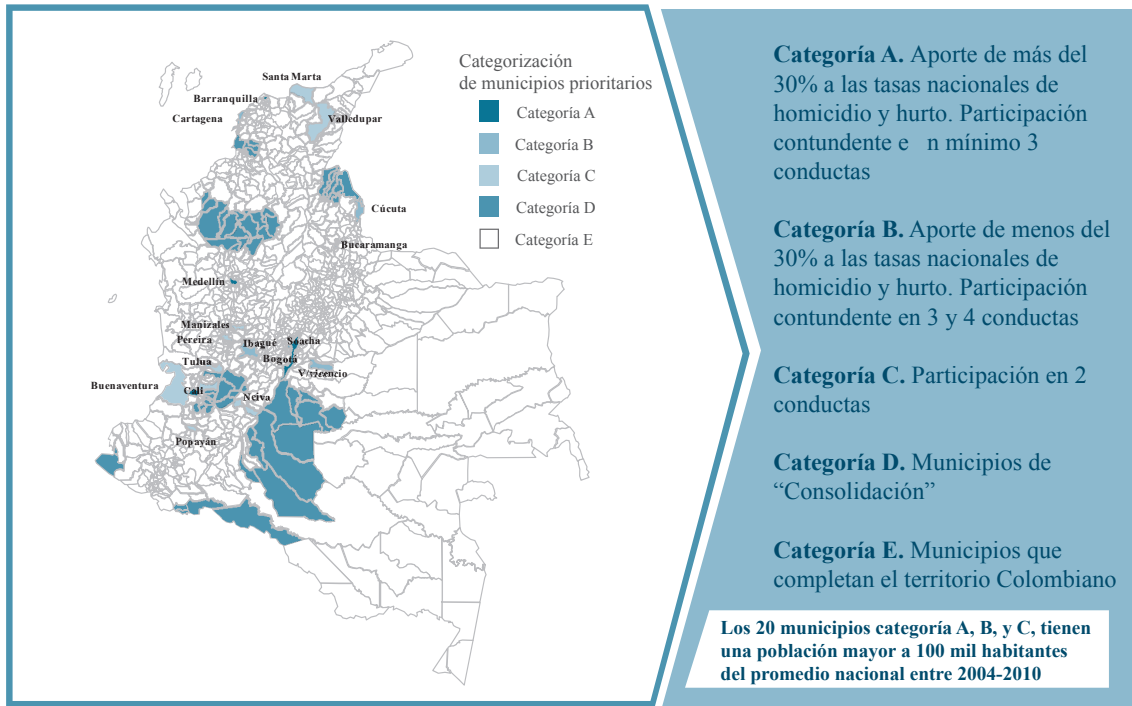 Categorización
de municipios prioritarios
Categoría A
Categoría B
Categoría C
Categoría D
Categoría E
Santa Marta
Barranquilla
Cartagena
Valledupar
Cúcuta
Bucaramanga
Medellín
Manizales
Pereira
Ibagué
Soacha
Bogotá
Tulua
V/vicencio
Buenaventura
Cali
Neiva
Popayán
Categoría A. Aporte de más del
30% a las tasas nacionales de
homicidio y hurto. Participación
contundente e n mínimo 3
conductas
Categoría B. Aporte de menos del
30% a las tasas nacionales de
homicidio y hurto. Participación
contundente en 3 y 4 conductas
Categoría C. Participación en 2
conductas
Categoría D. Municipios de
“Consolidación”
Categoría E. Municipios que
completan el territorio Colombiano
Los 20 municipios categoría A, B, y C, tienen
una población mayor a 100 mil habitantes
del promedio nacional entre 2004-2010